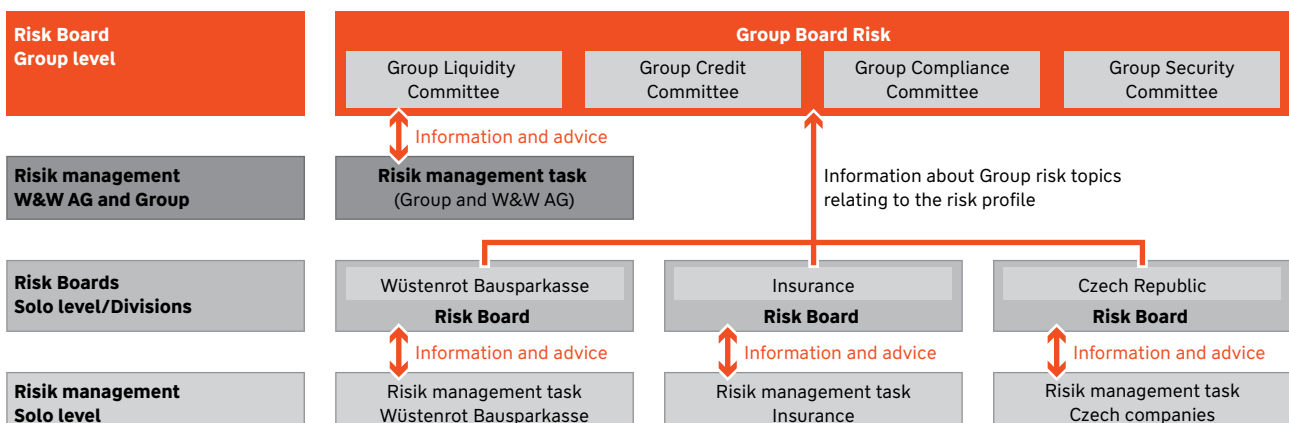 Risk Board
Group level
Group Board Risk
Group Liquidity
Committee
Group Credit
Committee
Group Compliance
Committee
Group Security
Committee
Information and advice
Risik management
W&W AG and Group
Risik management task
(Group and W&W AG)
Information about Group risk topics
relating to the risk profile
Risk Boards
Solo level/Divisions
Wüstenrot Bausparkasse
Risk Board
Insurance
Risk Board
Czech Republic
Risk Board
Information and advice
Information and advice
Information and advice
Risik management
Solo level
Risik management task
Wüstenrot Bausparkasse
Risik management task
Insurance
Risik management task
Czech companies